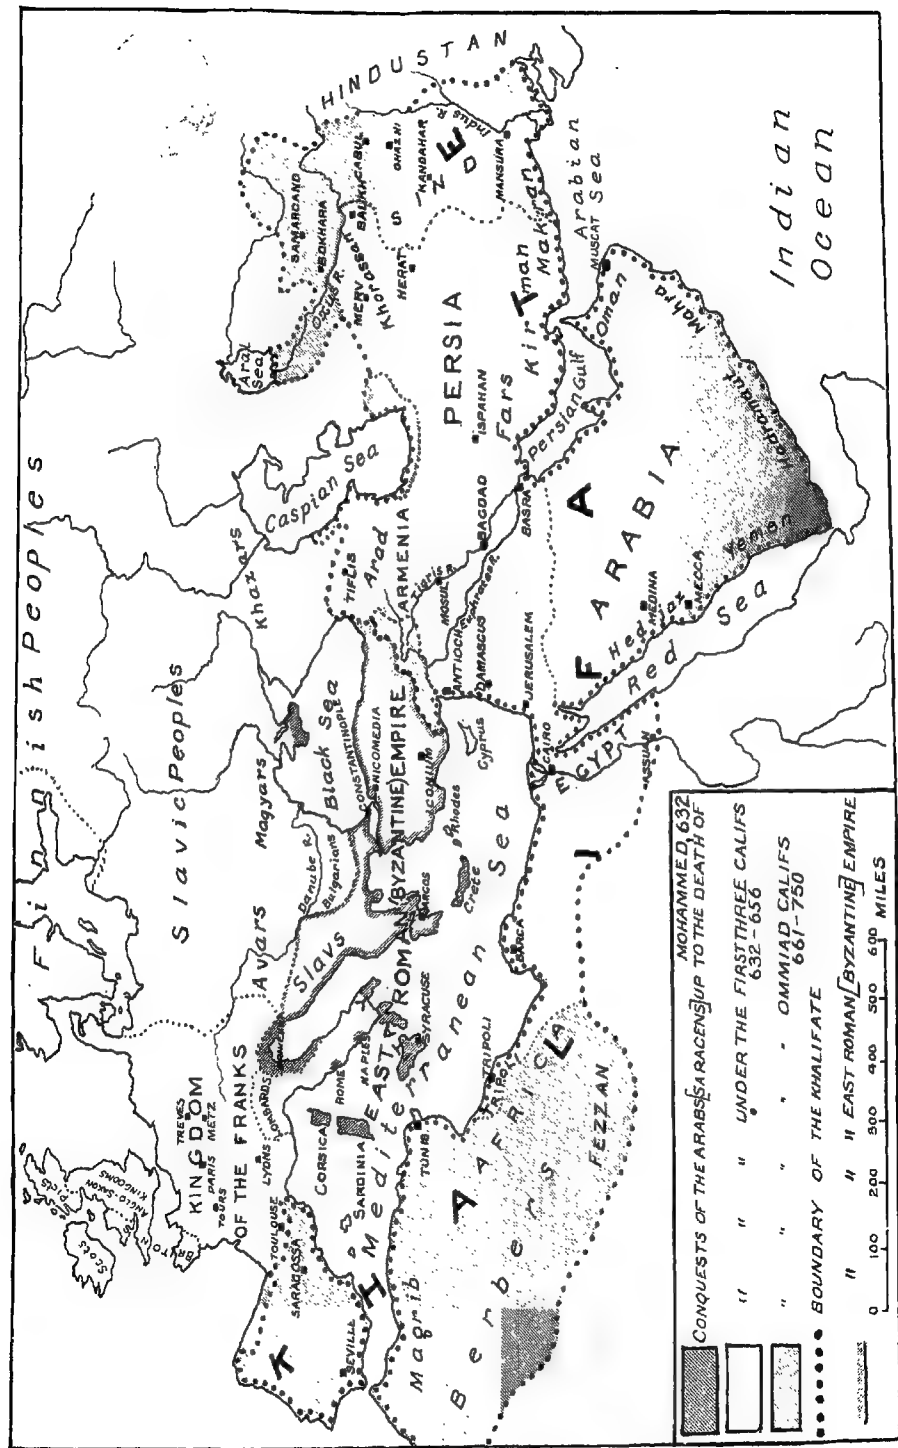 Finnish Peoples
Slavic Peoples
HINDUSTAN
Aral
Sea
SAMARCAND
BOKHARA
Oxus R.
MERV
Khorossan
BALKH
CABUL
GHAZNI
KANDAHAR
HERAT
SIND
Indus R.
MANSURA
Makran
Kirman
PERSIA
ISPAHAN
Fars
Arabian
Sea
MUSCAT
Oman
Mahra
Hadramaut
Yemen
Indian
Ocean
Persian Gulf
Caspian Sea
Khazars
TIFLIS
Arad
ARMENIA
Tigris R.
MOSUL
BAGDAD
BASRA
Euphrates R.
ARABIA
Hedjaz
MEDINA
MECCA
Red Sea
KHALIFATE
ANTIOCH
DAMASCUS
JERUSALEM
CAIRO
EGYPT
ASSUAN
Black Sea
CONSTANTINOPLE
NICOMEDIA
EAST ROMAN (BYZANTINE) EMPIRE
ICONIUM
Cyprus
Rhodes
Crete
Magyars
Danube R.
Bulgarians
Avars
Slavs
Mediterranean Sea
SYRACUSE
NAPLES
ROME
LOMBARDS
CORSICA
SARDINIA
BARCA
TRIPOLI
TRIPOLI
TUNIS
AFRICA
FEZZAN
Berbers
Magrib
KINGDOM
OF THE FRANKS
TREVES
METZ
PARIS
TOURS
LYONS
TOULOUSE
SARAGOSSA
SEVILLE
Picts
Scots
ANGLO-SAXON
KINGDOMS
BRITONS
CONQUESTS OF THE ARABS [SARACENS] UP TO THE DEATH OF
MOHAMMED, 632
" " " UNDER THE FIRST THREE CALIFS
632-656
" " " " OMMIAD CALIFS
661-750
BOUNDARY OF THE KHALIFATE
" " " EAST ROMAN [BYZANTINE] EMPIRE
0 100 200 300 400 500 600 MILES